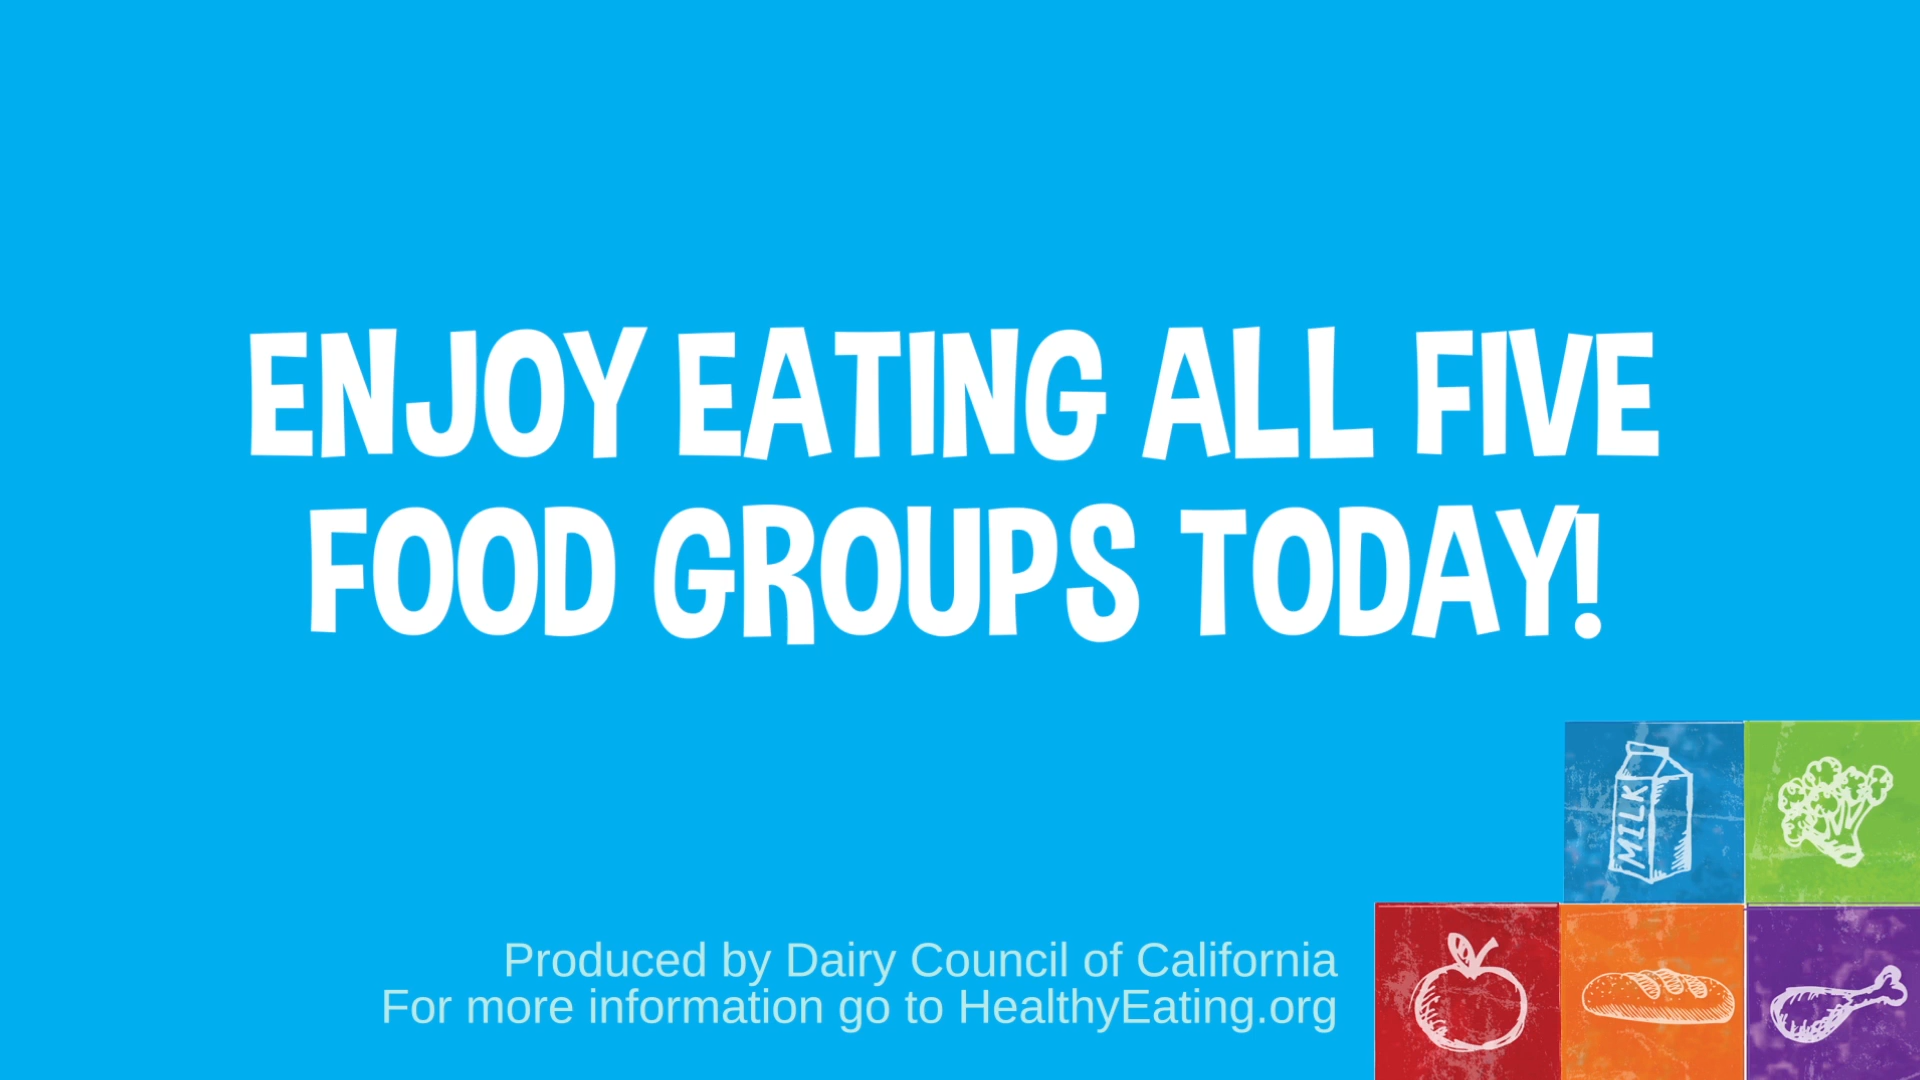 ENJOY EATING ALL FIVE
FOOD GROUPS TODAY!
MILK
Produced by Dairy Council of California
For more information go to HealthyEating.org